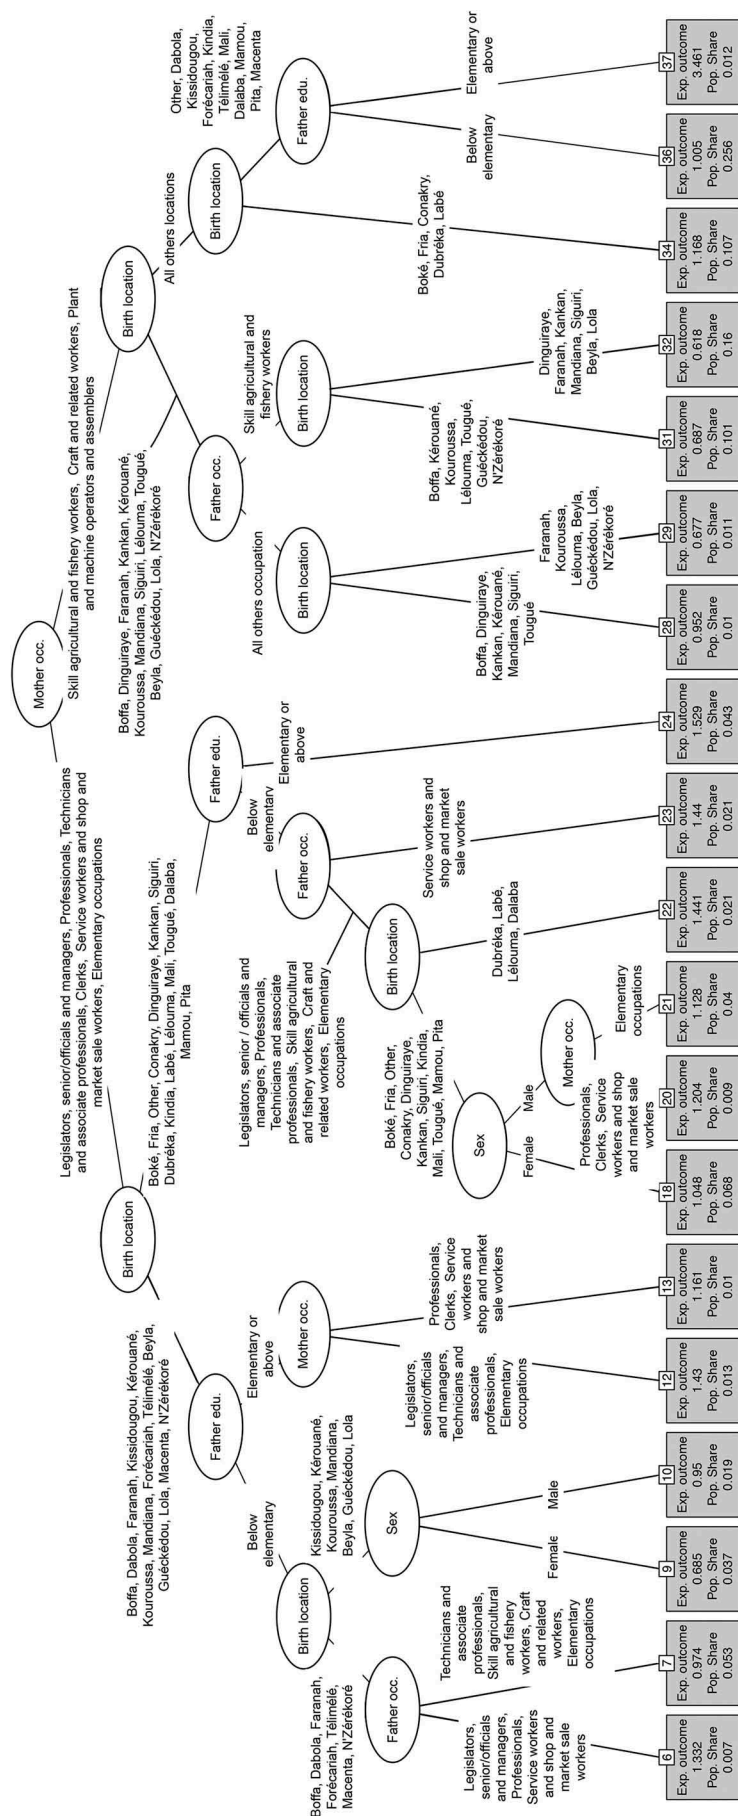 Mother occ.
Legislators, senior/officials and managers, Professionals, Technicians
and associate professionals, Clerks, Service workers and shop and
market sale workers, Elementary occupations
Skill agricultural and fishery workers, Craft and related workers, Plant
and machine operators and assemblers
Birth location
Boffa, Dabola, Faranah, Kissidougou, Kérouané,
Kouroussa, Mandiana, Forécariah, Télimélé, Beyla,
Guéckédou, Lola, Macenta, N'Zérékoré
Boké, Fria, Other, Conakry, Dinguiraye, Kankan, Siguiri,
Dubréka, Kindia, Labé, Lélouma, Mali, Tougué, Dalaba,
Mamou, Pita
Birth location
Boffa, Dinguiraye, Faranah, Kankan, Kérouané,
Kouroussa, Mandiana, Siguiri, Lélouma, Tougué,
Beyla, Guéckédou, Lola, N'Zérékoré
All others locations
Father edu.
Below
elementary
Elementary or
above
Father edu.
Below
elementary
Elementary or
above
Father occ.
All others occupation
Skill agricultural and
fishery workers
Birth location
Boké, Fria, Conakry,
Dubréka, Labé
Other, Dabola,
Kissidougou,
Forécariah, Kindia,
Télimélé, Mali,
Dalaba, Mamou,
Pita, Macenta
Birth location
Boffa, Dabola, Faranah,
Forécariah, Télimélé,
Macenta, N'Zérékoré
Kissidougou, Kérouané,
Kouroussa, Mandiana,
Beyla, Guéckédou, Lola
Mother occ.
Legislators,
senior/officials
and managers,
Technicians and
associate
professionals,
Elementary
occupations
Professionals,
Clerks, Service
workers and
shop and market
sale workers
Father occ.
Legislators, senior / officials and
managers, Professionals,
Technicians and associate
professionals, Skill agricultural
and fishery workers, Craft and
related workers, Elementary
occupations
Service workers and
shop and market
sale workers
Birth location
Boffa, Dinguiraye,
Kankan, Kérouané,
Mandiana, Siguiri,
Tougué
Faranah,
Kouroussa,
Lélouma, Beyla,
Guéckédou, Lola,
N'Zérékoré
Birth location
Boffa, Kérouané,
Kouroussa,
Lélouma, Tougué,
Guéckédou,
N'Zérékoré
Dinguiraye,
Faranah, Kankan,
Mandiana, Siguiri,
Beyla, Lola
Father edu.
Below
elementary
Elementary or
above
Father occ.
Legislators,
senior/officials
and managers,
Professionals,
Service workers
and shop and
market sale
workers
Technicians and
associate
professionals,
Skill agricultural
and fishery
workers, Craft
and related
workers,
Elementary
occupations
Sex
Female
Male
Birth location
Boké, Fria, Other,
Conakry, Dinguiraye,
Kankan, Siguiri, Kindia,
Mali, Tougué, Mamou, Pita
Dubréka, Labé,
Lélouma, Dalaba
Sex
Female
Male
Mother occ.
Professionals,
Clerks, Service
workers and shop
and market sale
workers
Elementary
occupations
6
Exp. outcome
1.332
Pop. Share
0.007
7
Exp. outcome
0.974
Pop. Share
0.053
9
Exp. outcome
0.685
Pop. Share
0.037
10
Exp. outcome
0.95
Pop. Share
0.019
12
Exp. outcome
1.43
Pop. Share
0.013
13
Exp. outcome
1.161
Pop. Share
0.01
18
Exp. outcome
1.048
Pop. Share
0.068
20
Exp. outcome
1.204
Pop. Share
0.009
21
Exp. outcome
1.128
Pop. Share
0.04
22
Exp. outcome
1.441
Pop. Share
0.021
23
Exp. outcome
1.44
Pop. Share
0.021
24
Exp. outcome
1.529
Pop. Share
0.043
28
Exp. outcome
0.952
Pop. Share
0.01
29
Exp. outcome
0.677
Pop. Share
0.011
31
Exp. outcome
0.687
Pop. Share
0.101
32
Exp. outcome
0.618
Pop. Share
0.16
34
Exp. outcome
1.168
Pop. Share
0.107
36
Exp. outcome
1.005
Pop. Share
0.256
37
Exp. outcome
3.461
Pop. Share
0.012